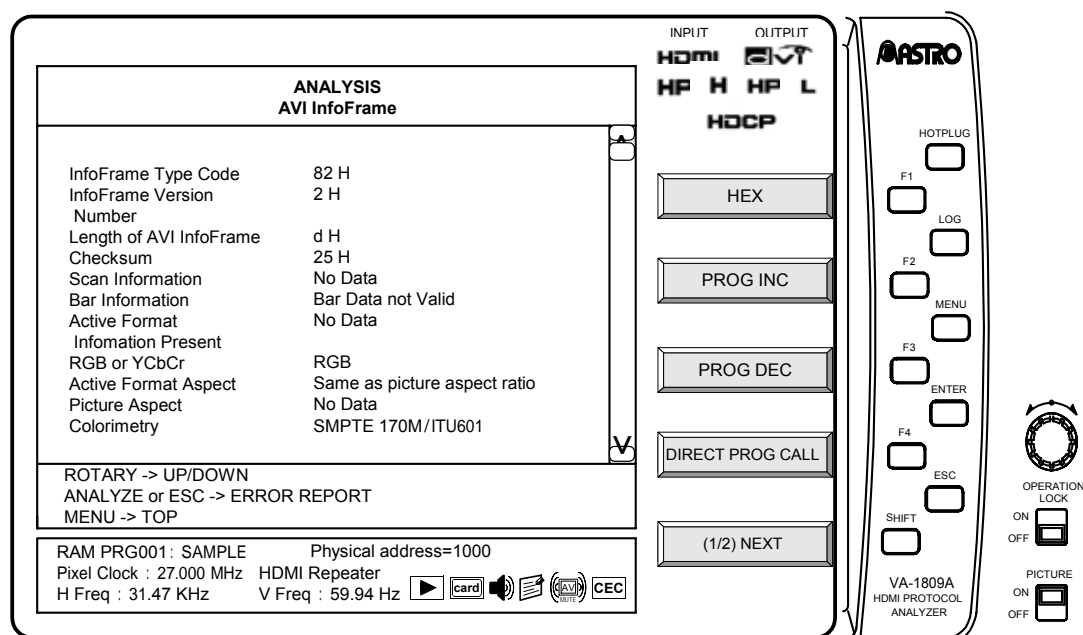 ANALYSIS
AVI InfoFrame
InfoFrame Type Code 82 H
InfoFrame Version 2 H
Number
Length of AVI InfoFrame d H
Checksum 25 H
Scan Information No Data
Bar Information Bar Data not Valid
Active Format No Data
Infomation Present
RGB or YCbCr RGB
Active Format Aspect Same as picture aspect ratio
Picture Aspect No Data
Colorimetry SMPTE 170M/ITU601
ROTARY -> UP/DOWN
ANALYZE or ESC -> ERROR REPORT
MENU -> TOP
RAM PRG001: SAMPLE Physical address=1000
Pixel Clock : 27.000 MHz HDMI Repeater
H Freq : 31.47 KHz V Freq : 59.94 Hz card AV MUTE CEC
INPUT OUTPUT
HDMI DVI
HP H HP L
HDCP
HEX
PROG INC
PROG DEC
DIRECT PROG CALL
(1/2) NEXT
ASTRO
HOTPLUG
F1
LOG
F2
MENU
F3
ENTER
F4
ESC
SHIFT
VA-1809A
HDMI PROTOCOL
ANALYZER
OPERATION
LOCK
ON
OFF
PICTURE
ON
OFF